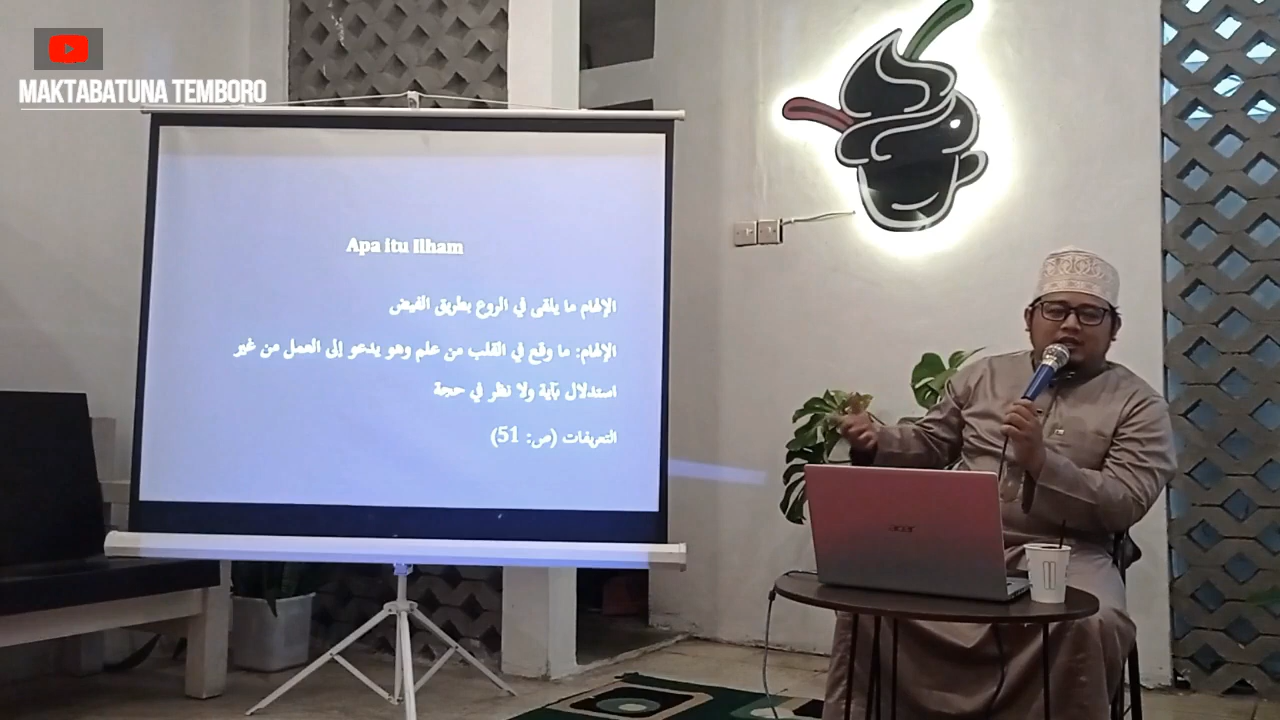 MAKTABATUNA TEMBORO
Apa itu Ilham
الإلهام ما يلقى في الروع بطريق الفيض
الإلهام: ما وقع في القلب من علم وهو يدعو إلى العمل من غير
استدلال بآية ولا نظر في حجة
التعريفات (ص: 51)
acer